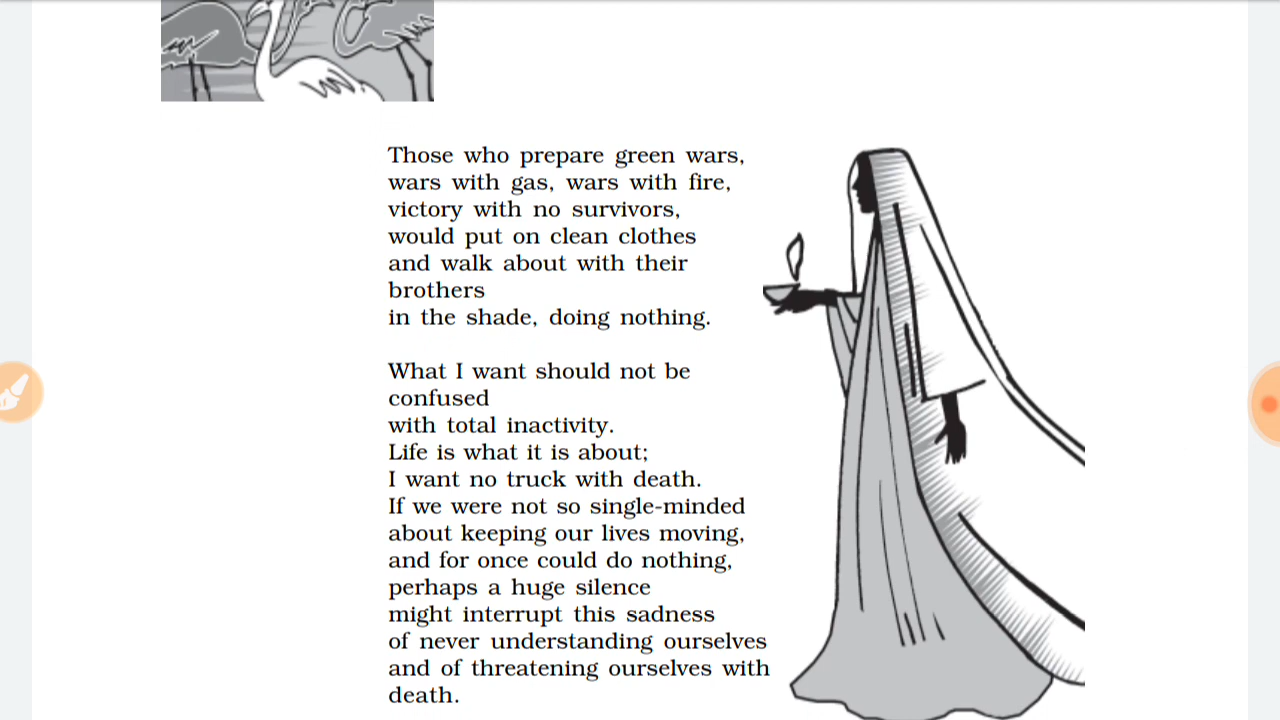 Those who prepare green wars,
wars with gas, wars with fire,
victory with no survivors,
would put on clean clothes
and walk about with their
brothers
in the shade, doing nothing.
What I want should not be
confused
with total inactivity.
Life is what it is about;
I want no truck with death.
If we were not so single-minded
about keeping our lives moving,
and for once could do nothing,
perhaps a huge silence
might interrupt this sadness
of never understanding ourselves
and of threatening ourselves with
death.